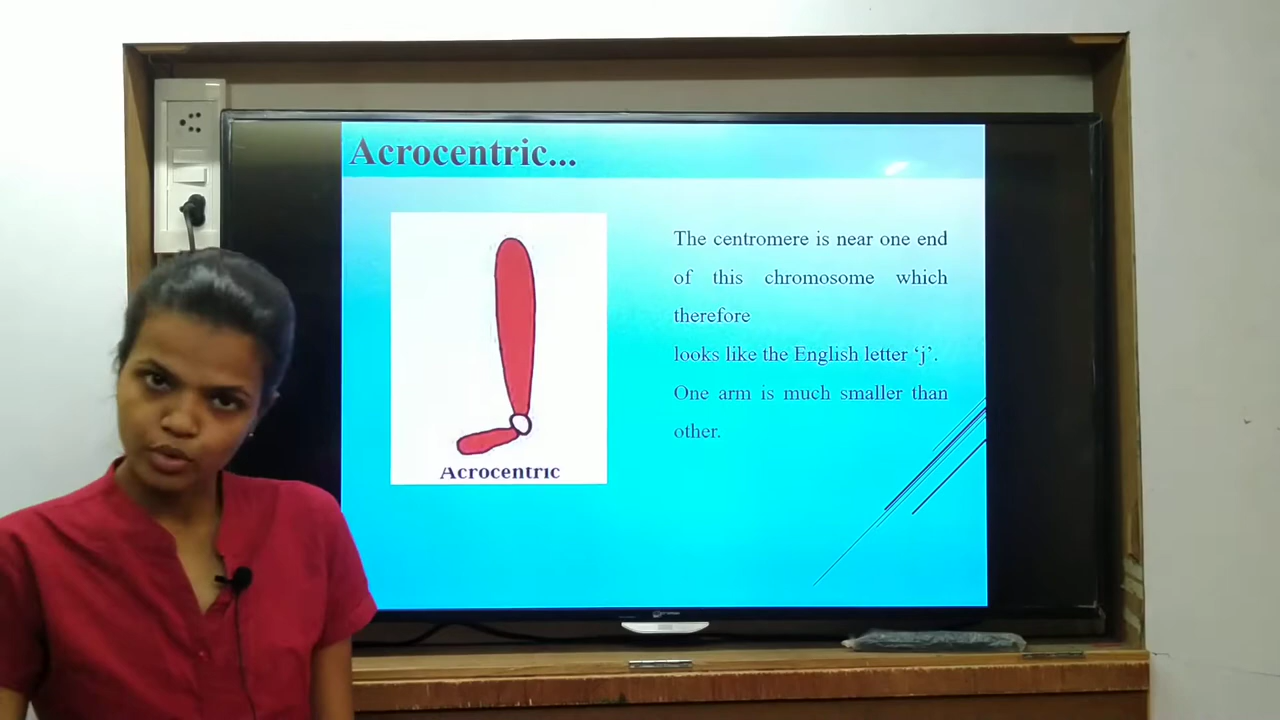 Acrocentric...
The centromere is near one end
of this chromosome which
therefore
looks like the English letter ‘j’.
One arm is much smaller than
other.
Acrocentric